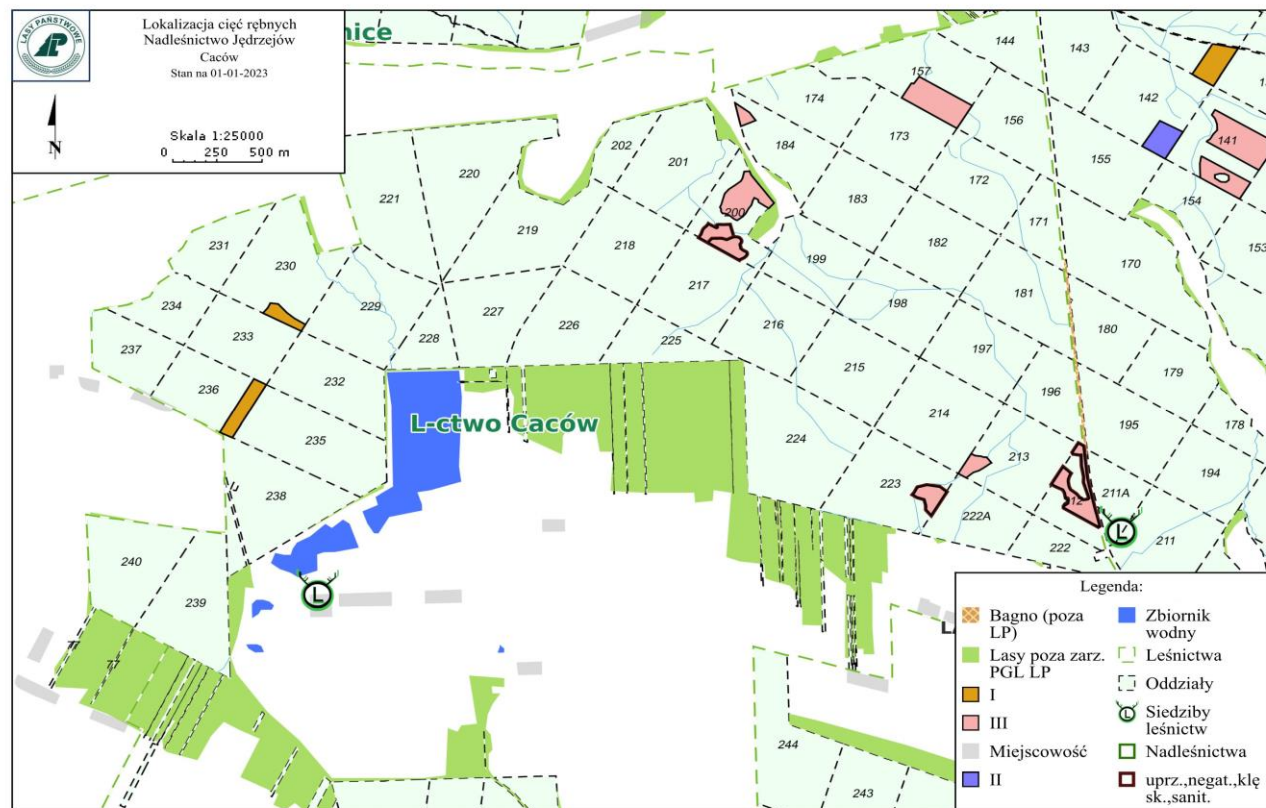 LASY PAŃSTWOWE
LP
Lokalizacja cięć rębnych
Nadleśnictwo Jędrzejów
Caców
Stan na 01-01-2023
N
Skala 1:25000
0 250 500 m
nice
144
143
157
142
174
156
173
141
202
201
184
155
220
172
154
221
183
200
171
153
219
231
182
170
218
230
199
217
181
234
229
198
227
216
180
233
226
228
225
197
237
215
179
232
236
196
214
195
178
L-ctwo Caców
224
235
213
194
223
211A
238
12
222A
L
222
211
240
L
239
77
77
244
243
Legenda:
Bagno (poza
LP)
Lasy poza zarz.
PGL LP
I
III
Miejscowość
II
Zbiornik
wodny
Leśnictwa
Oddziały
L
Siedziby
leśnictw
Nadleśnictwa
uprz.,negat.,klę
sk.,sanit.